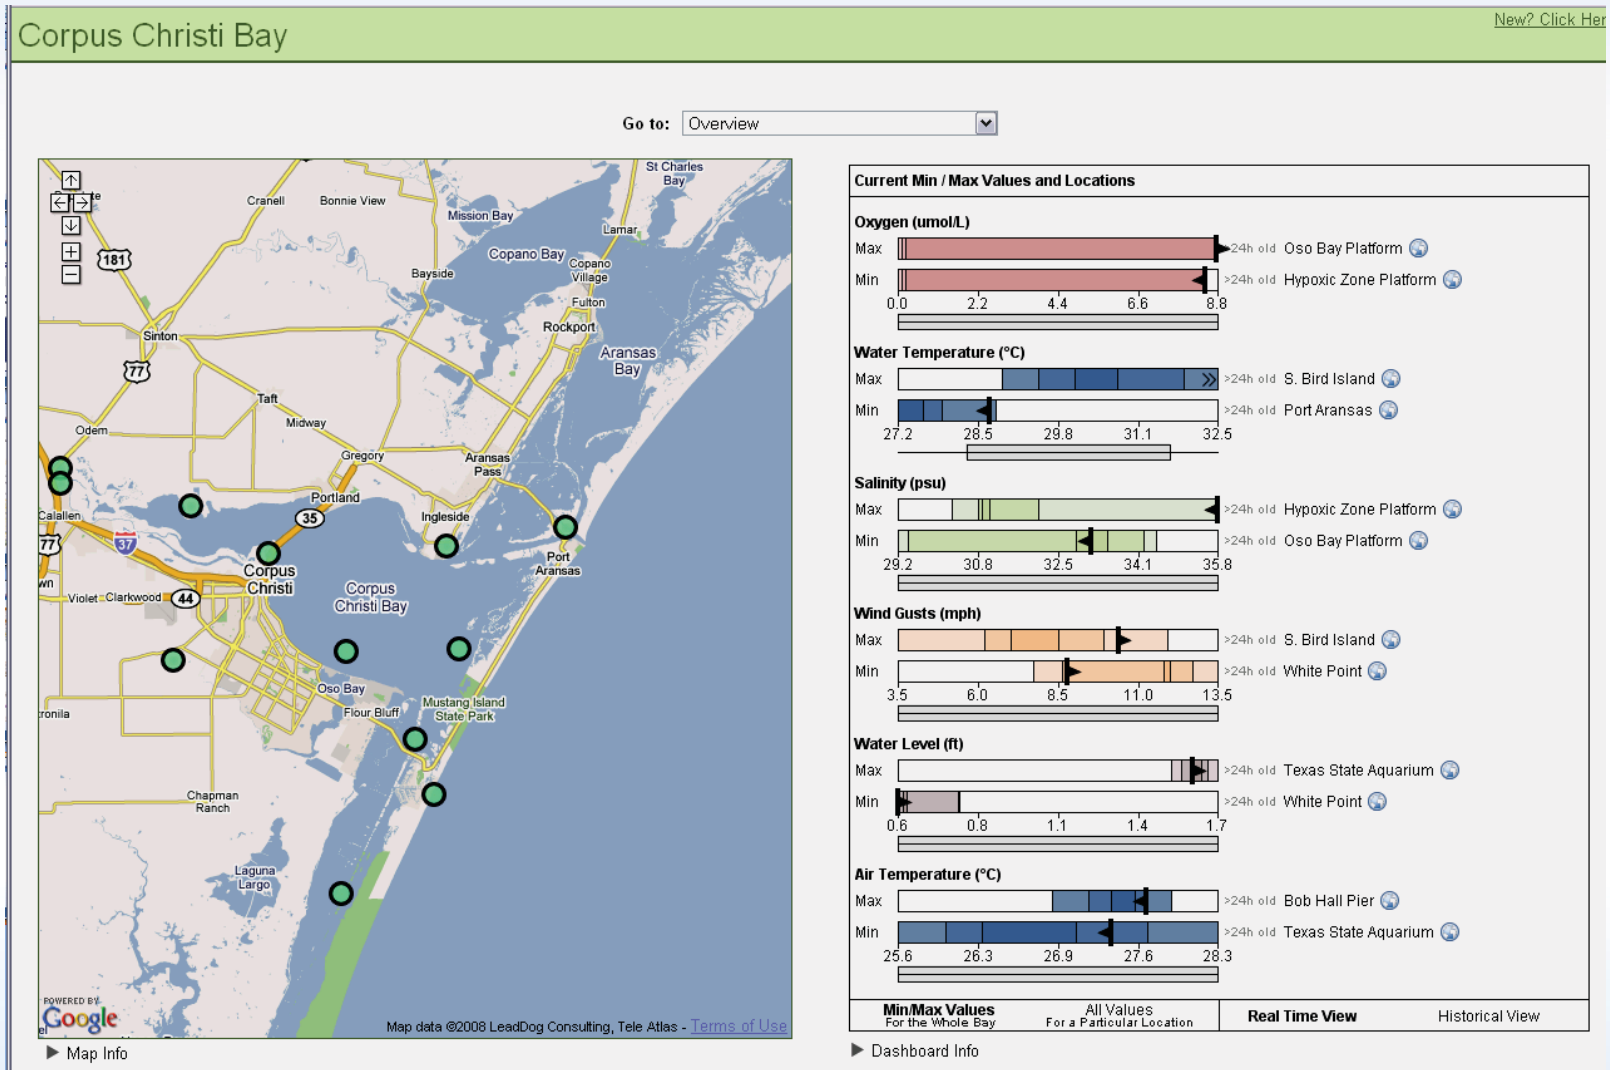 New? Click Her
Corpus Christi Bay
Go to: Overview
St Charles
Bay
Cranell
Bonnie View
Mission Bay
Lamar
181
Copano Bay
Copano
Village
Bayside
Fulton
Rockport
Sinton
Aransas
Bay
77
Taft
Midway
Odem
Gregory
Aransas
Pass
Portland
Calallen
35
Ingleside
77
37
Port
Aransas
Corpus
Christi
wn
Violet
Clarkwood
44
Corpus
Christi Bay
Oso Bay
Flour Bluff
Mustang Island
State Park
ronila
Chapman
Ranch
Laguna
Largo
POWERED BY
Google
Map data ©2008 LeadDog Consulting, Tele Atlas - Terms of Use
Map Info
Current Min / Max Values and Locations
Oxygen (umol/L)
Max >24h old Oso Bay Platform
Min >24h old Hypoxic Zone Platform
0.0 2.2 4.4 6.6 8.8
Water Temperature (°C)
Max >24h old S. Bird Island
Min >24h old Port Aransas
27.2 28.5 29.8 31.1 32.5
Salinity (psu)
Max >24h old Hypoxic Zone Platform
Min >24h old Oso Bay Platform
29.2 30.8 32.5 34.1 35.8
Wind Gusts (mph)
Max >24h old S. Bird Island
Min >24h old White Point
3.5 6.0 8.5 11.0 13.5
Water Level (ft)
Max >24h old Texas State Aquarium
Min >24h old White Point
0.6 0.8 1.1 1.4 1.7
Air Temperature (°C)
Max >24h old Bob Hall Pier
Min >24h old Texas State Aquarium
25.6 26.3 26.9 27.6 28.3
Min/Max Values
For the Whole Bay
All Values
For a Particular Location
Real Time View
Historical View
Dashboard Info